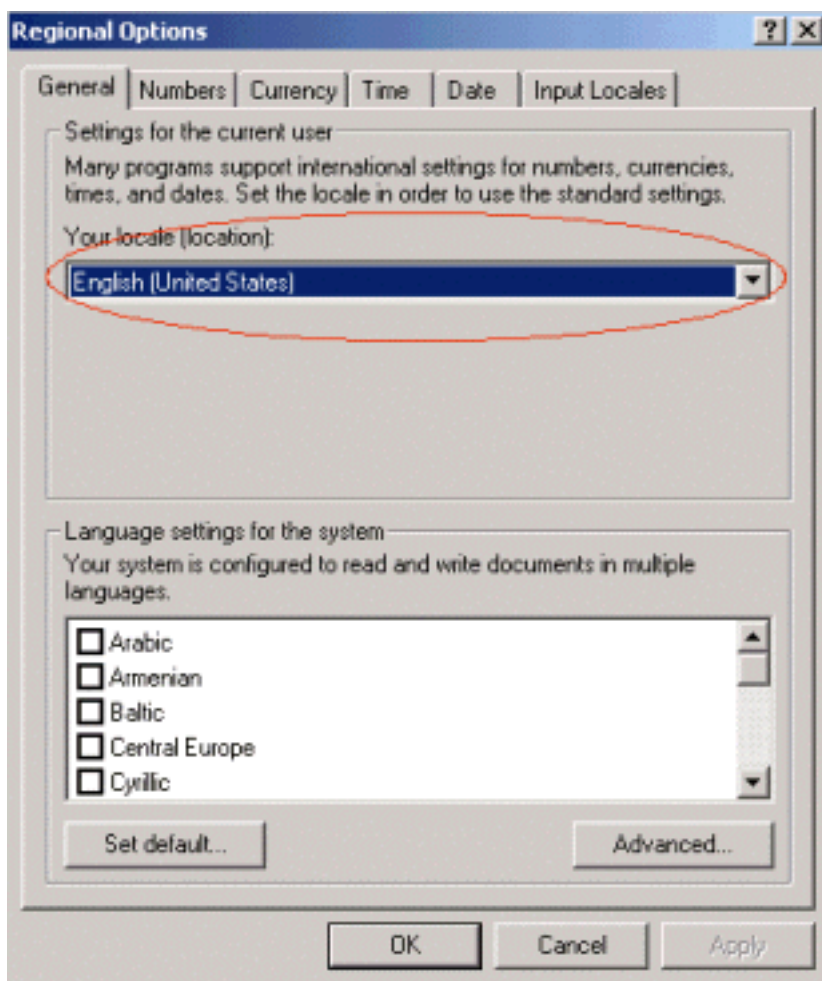 Regional Options
General Numbers Currency Time Date Input Locales
Settings for the current user
Many programs support international settings for numbers, currencies,
times, and dates. Set the locale in order to use the standard settings.
Your locale (location):
English (United States)
Language settings for the system
Your system is configured to read and write documents in multiple
languages.
Arabic
Armenian
Baltic
Central Europe
Cyrillic
Set default... Advanced...
OK Cancel Apply